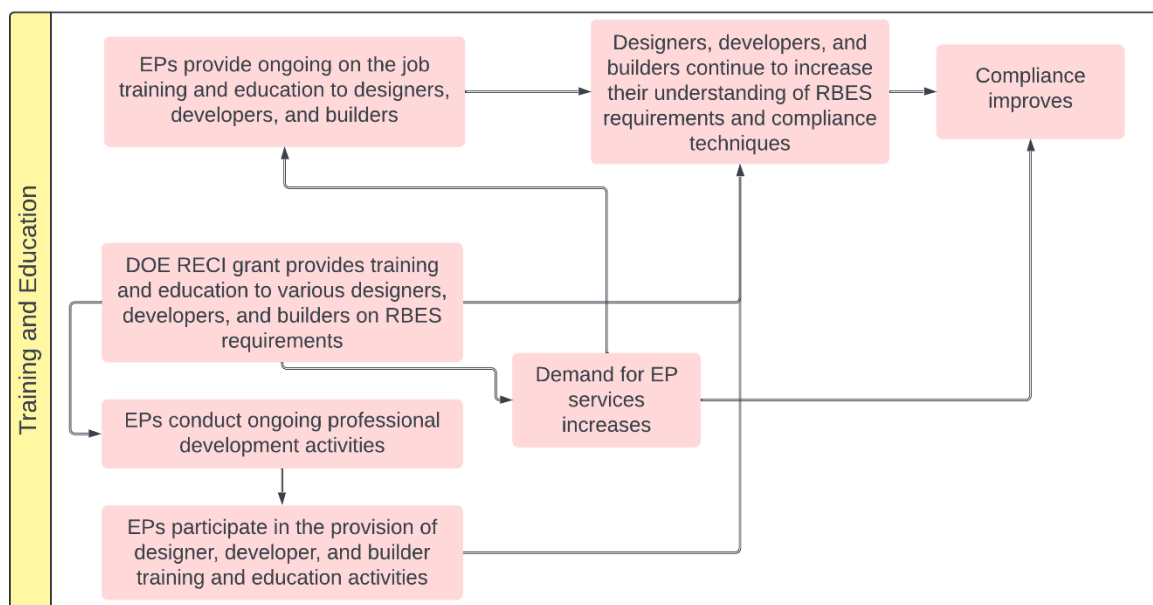 Training and Education
EPs provide ongoing on the job
training and education to designers,
developers, and builders
Designers, developers, and
builders continue to increase
their understanding of RBES
requirements and compliance
techniques
Compliance
improves
DOE RECI grant provides training
and education to various designers,
developers, and builders on RBES
requirements
Demand for EP
services
increases
EPs conduct ongoing professional
development activities
EPs participate in the provision of
designer, developer, and builder
training and education activities